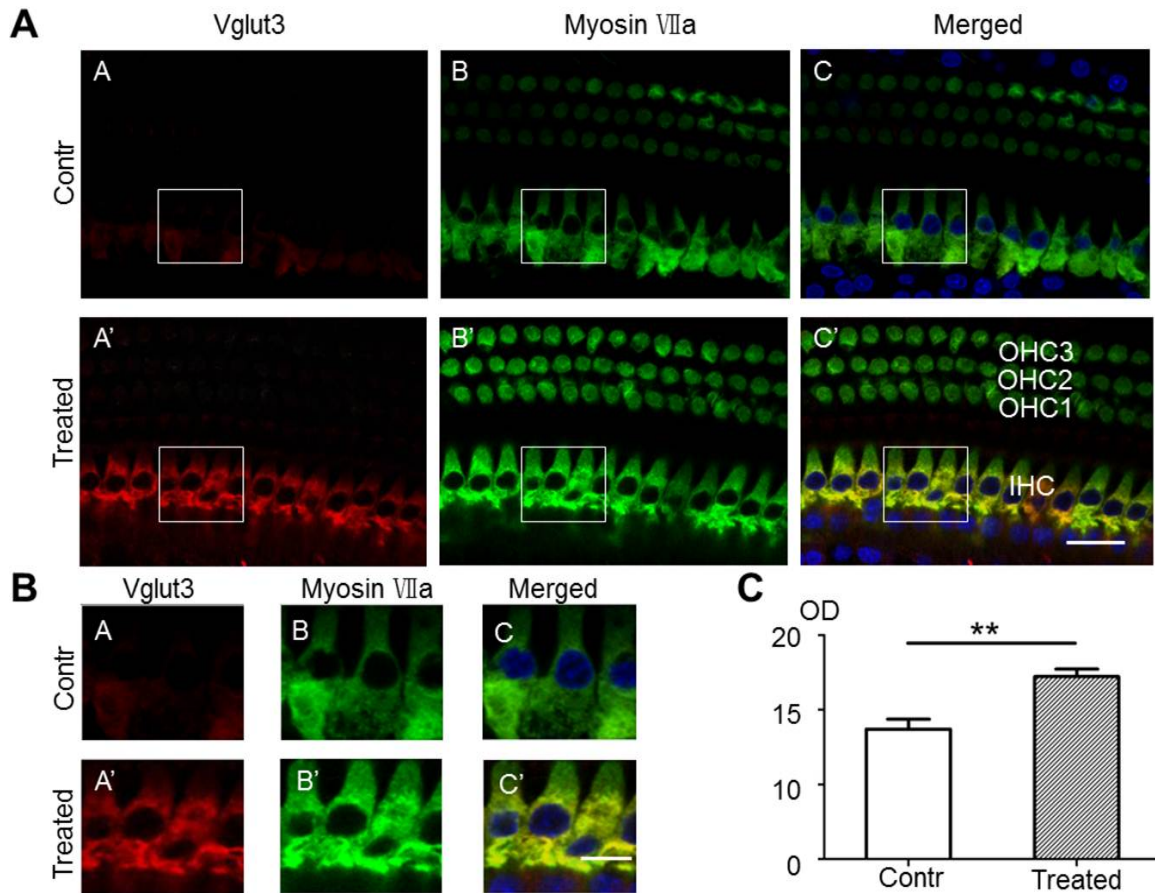 A
Vglut3 Myosin Ⅶa Merged
Contr
A B C
Treated
A' B' C'
OHC3
OHC2
OHC1
IHC
B
Vglut3 Myosin Ⅶa Merged
Contr
A B C
Treated
A' B' C'
C
OD
**
20
15
10
0
Contr Treated